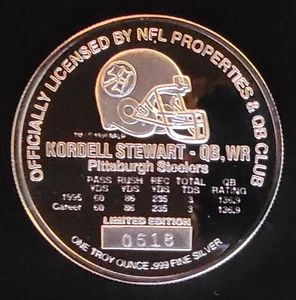 OFFICIALLY LICENSED BY NFL PROPERTIES & QB CLUB
KORDELL STEWART - QB, WR
Pittsburgh Steelers
PASS RUSH REC TOTAL QB
YDS YDS YDS TDS RATING
1995 60 86 235 3 136.9
Career 60 86 235 3 136.9
LIMITED EDITION
0618
ONE TROY OUNCE .999 FINE SILVER